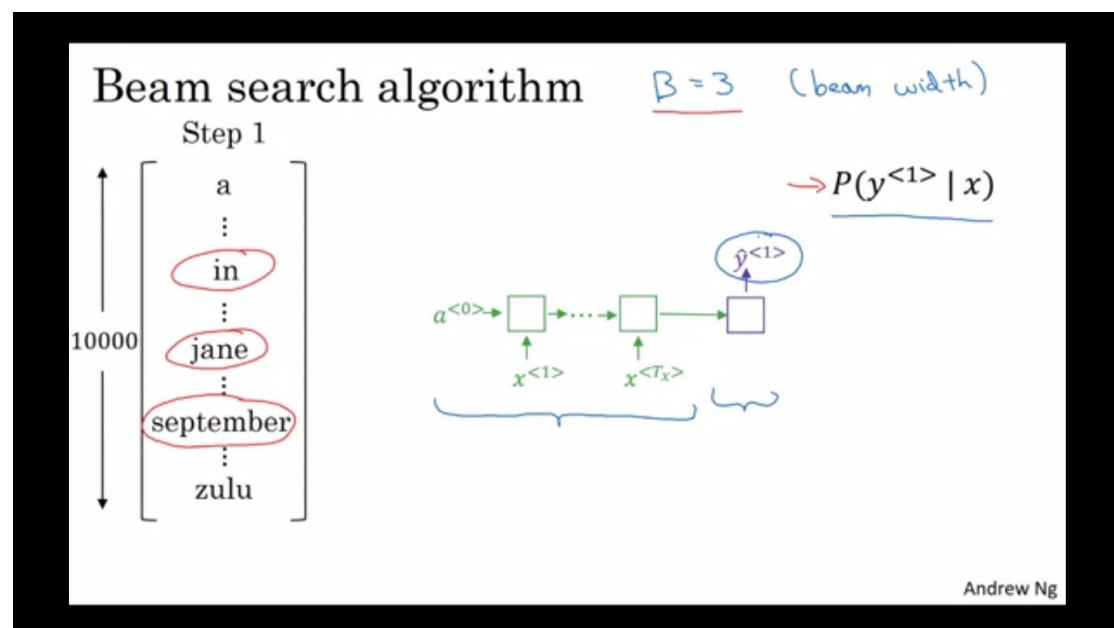 Beam search algorithm B = 3 (beam width)
Step 1
a
⋮
in
⋮
jane
⋮
september
⋮
zulu
10000
→ P(y<1> | x)
ŷ<1>
a<0> → ... →
x<1> x<Tx>
Andrew Ng